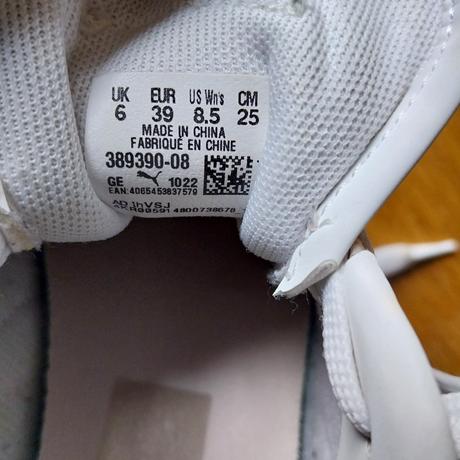 UK EUR US Wn's CM
6 39 8.5 25
MADE IN CHINA
FABRIQUÉ EN CHINE
389390-08
GE 1022
EAN:4065453837579
AD1hVSJ